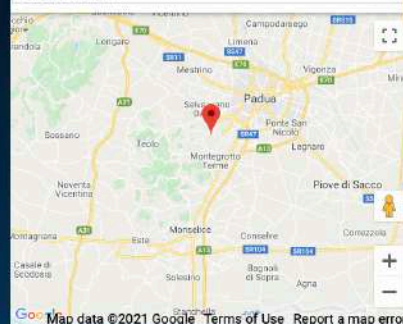 Campodarsego
Longare
Limena
Mestrino
Vigonza
Padua
Ponte San
Nicolò
Bossano
Teolo
Legnaro
Montegrotto
Terme
Noventa
Vicentina
Piove di Sacco
Monselice
Este
Conselve
Correzzola
Casale di
Scodosia
Solesino
Bagnoli
di Sopra
Agna
Map data ©2021 Google Terms of Use Report a map error